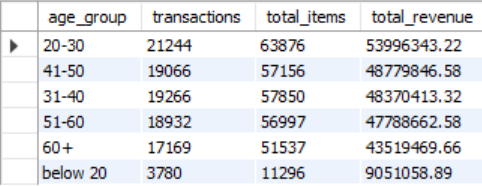 age_group transactions total_items total_revenue
20-30 21244 63876 53996343.22
41-50 19066 57156 48779846.58
31-40 19266 57850 48370413.32
51-60 18932 56997 47788662.58
60+ 17169 51537 43519469.66
below 20 3780 11296 9051058.89